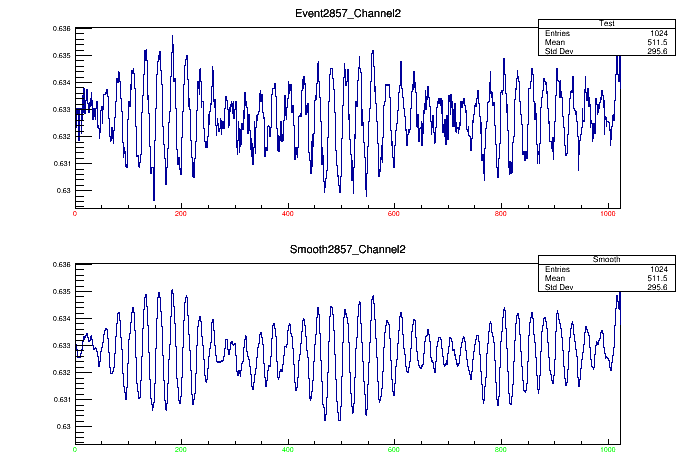 Event2857_Channel2
Test
Entries 1024
Mean 511.5
Std Dev 295.6
0.636
0.635
0.634
0.633
0.632
0.631
0.63
0 200 400 600 800 1000
Smooth2857_Channel2
Smooth
Entries 1024
Mean 511.5
Std Dev 295.6
0.636
0.635
0.634
0.633
0.632
0.631
0.63
0 200 400 600 800 1000